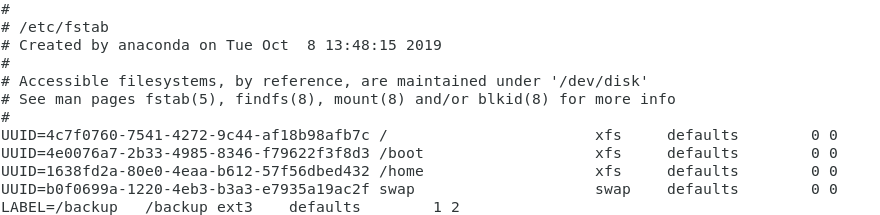 #
# /etc/fstab
# Created by anaconda on Tue Oct  8 13:48:15 2019
#
# Accessible filesystems, by reference, are maintained under '/dev/disk'
# See man pages fstab(5), findfs(8), mount(8) and/or blkid(8) for more info
#
UUID=4c7f0760-7541-4272-9c44-af18b98afb7c /                       xfs     defaults        0 0
UUID=4e0076a7-2b33-4985-8346-f79622f3f8d3 /boot                   xfs     defaults        0 0
UUID=1638fd2a-80e0-4eaa-b612-57f56dbed432 /home                   xfs     defaults        0 0
UUID=b0f0699a-1220-4eb3-b3a3-e7935a19ac2f swap                    swap    defaults        0 0
LABEL=/backup   /backup ext3    defaults        1 2